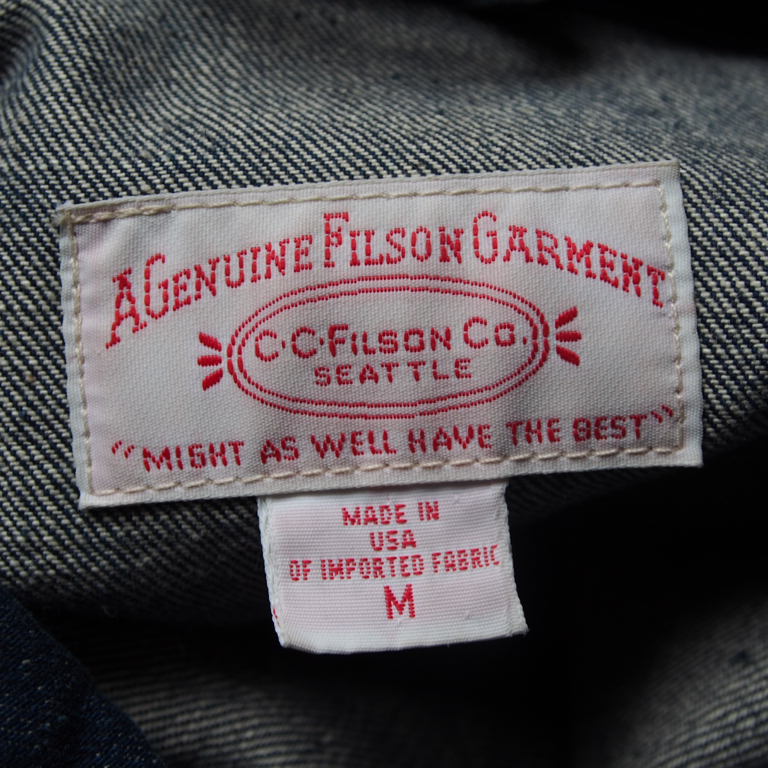 A GENUINE FILSON GARMENT
C·C·FILSON CO.
SEATTLE
"MIGHT AS WELL HAVE THE BEST"
MADE IN
USA
OF IMPORTED FABRIC
M